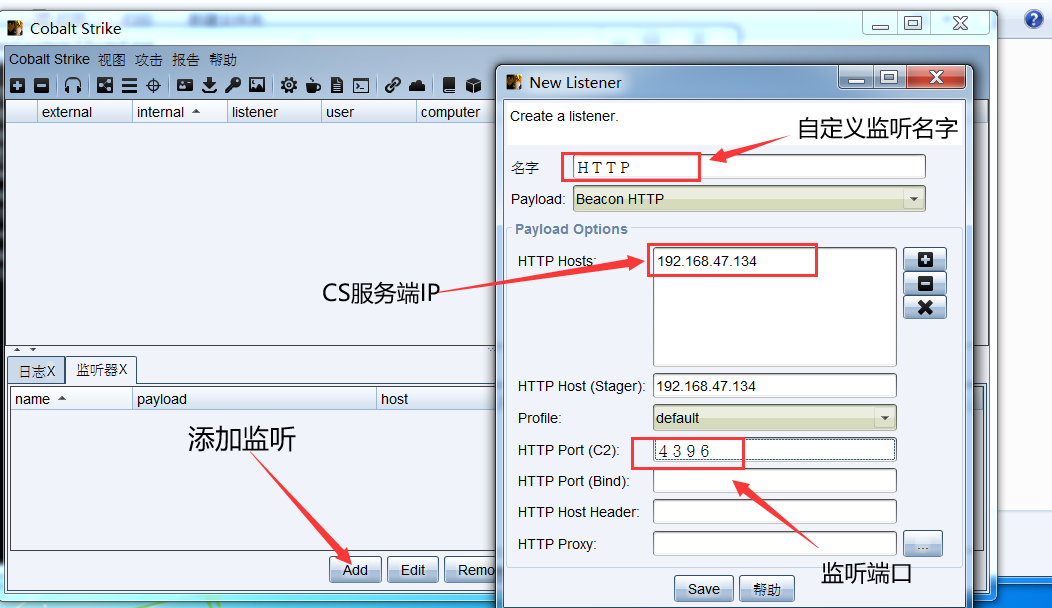 Cobalt Strike
Cobalt Strike 视图 攻击 报告 帮助
external internal listener user computer
日志X 监听器X
name payload host
添加监听
Add Edit Remo
New Listener
Create a listener.
自定义监听名字
名字 HTTP
Payload: Beacon HTTP
Payload Options
HTTP Hosts: 192.168.47.134
CS服务端IP
HTTP Host (Stager): 192.168.47.134
Profile: default
HTTP Port (C2): 4396
HTTP Port (Bind):
HTTP Host Header:
HTTP Proxy: ...
监听端口
Save 帮助